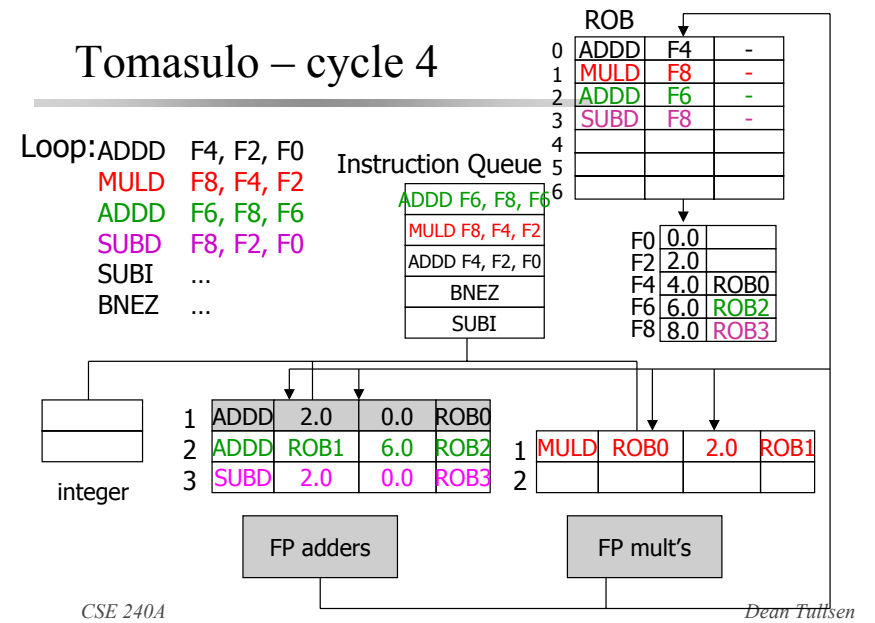 Tomasulo – cycle 4
ROB
0 ADDD F4 -
1 MULD F8 -
2 ADDD F6 -
3 SUBD F8 -
4
5
6
Loop: ADDD F4, F2, F0
MULD F8, F4, F2
ADDD F6, F8, F6
SUBD F8, F2, F0
SUBI ...
BNEZ ...
Instruction Queue
ADDD F6, F8, F6
MULD F8, F4, F2
ADDD F4, F2, F0
BNEZ
SUBI
F0 0.0
F2 2.0
F4 4.0 ROB0
F6 6.0 ROB2
F8 8.0 ROB3
integer
1 ADDD 2.0 0.0 ROB0
2 ADDD ROB1 6.0 ROB2
3 SUBD 2.0 0.0 ROB3
1 MULD ROB0 2.0 ROB1
2
FP adders
FP mult's
CSE 240A
Dean Tullsen